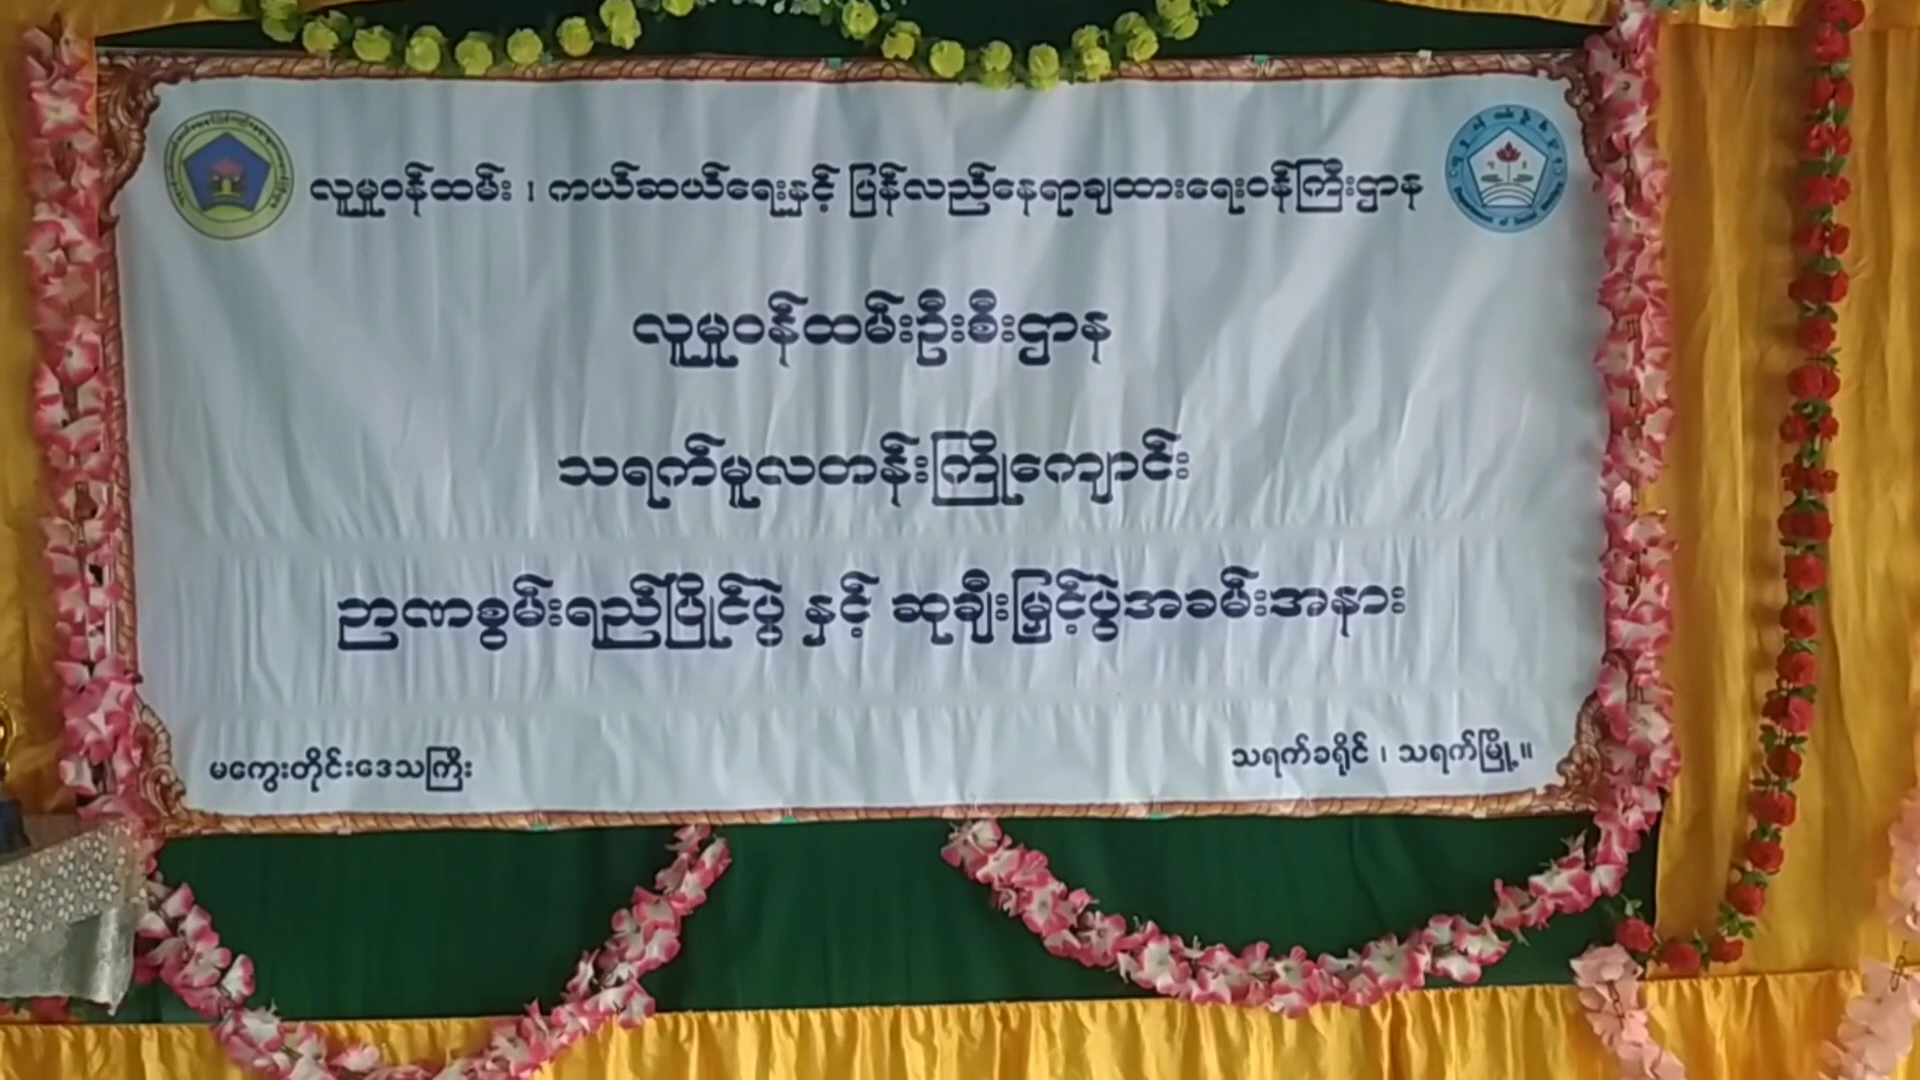 လူမှုဝန်ထမ်း ၊ ကယ်ဆယ်ရေးနှင့် ပြန်လည်နေရာချထားရေးဝန်ကြီးဌာန
လူမှုဝန်ထမ်းဦးစီးဌာန
သရက်မူလတန်းကြိုကျောင်း
ဉာဏစွမ်းရည်ပြိုင်ပွဲ နှင့် ဆုချီးမြှင့်ပွဲအခမ်းအနား
မကွေးတိုင်းဒေသကြီး
သရက်ခရိုင် ၊ သရက်မြို့။